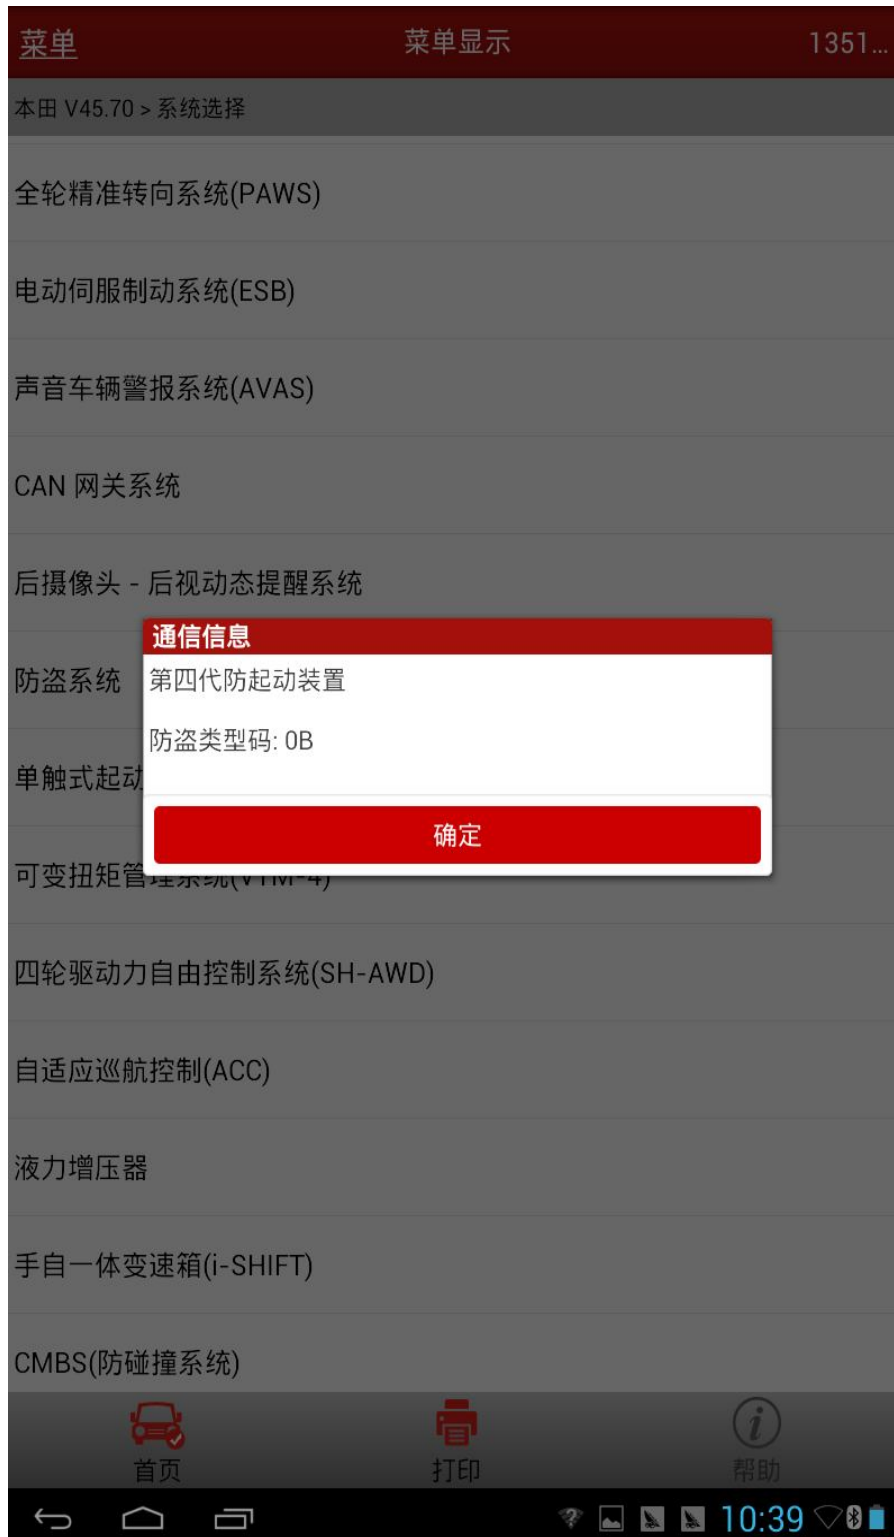 菜单 菜单显示 1351...
本田 V45.70 > 系统选择
全轮精准转向系统(PAWS)
电动伺服制动系统(ESB)
声音车辆警报系统(AVAS)
CAN 网关系统
后摄像头 - 后视动态提醒系统
通信信息
防盗系统
第四代防起动装置
防盗类型码: 0B
单触式起动
确定
可变扭矩管理系统(VTM-4)
四轮驱动力自由控制系统(SH-AWD)
自适应巡航控制(ACC)
液力增压器
手自一体变速箱(i-SHIFT)
CMBS(防碰撞系统)
首页 打印 帮助
10:39